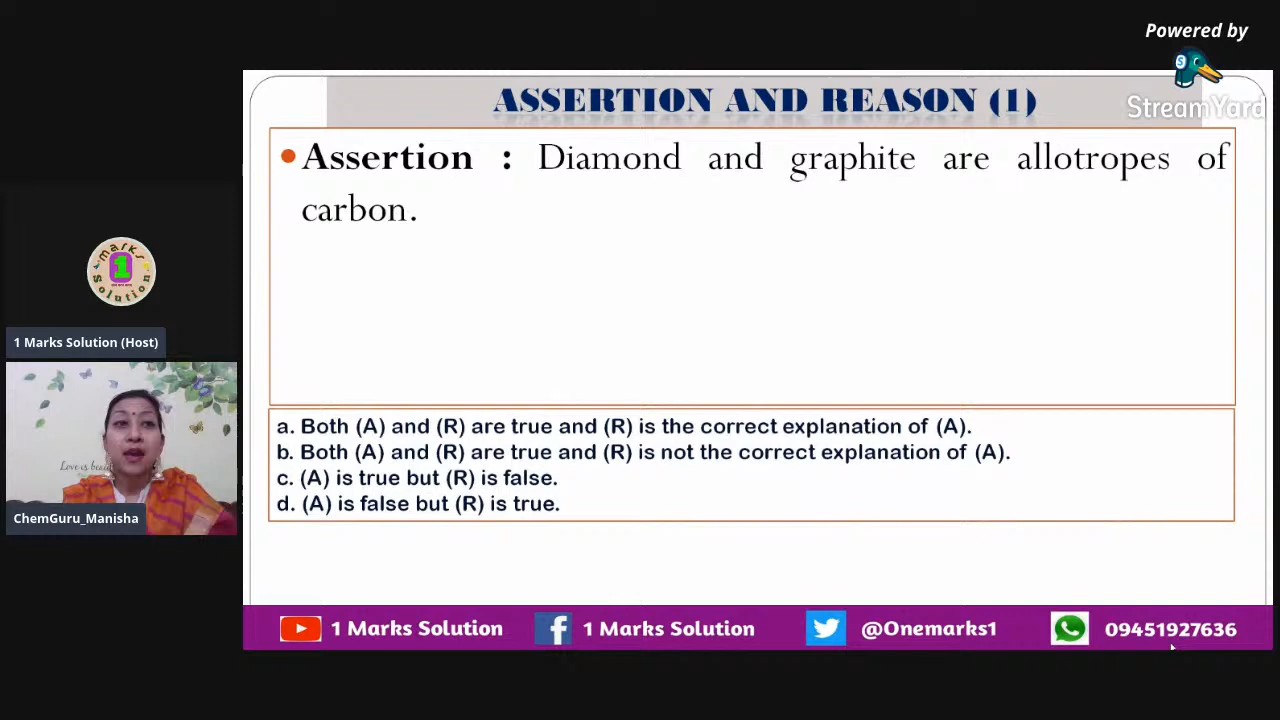 Powered by
StreamYard
ASSERTION AND REASON (1)
Assertion : Diamond and graphite are allotropes of
carbon.
marks
1
Solution
1 Marks Solution (Host)
a. Both (A) and (R) are true and (R) is the correct explanation of (A).
b. Both (A) and (R) are true and (R) is not the correct explanation of (A).
c. (A) is true but (R) is false.
d. (A) is false but (R) is true.
ChemGuru_Manisha
1 Marks Solution
1 Marks Solution
@Onemarks1
09451927636